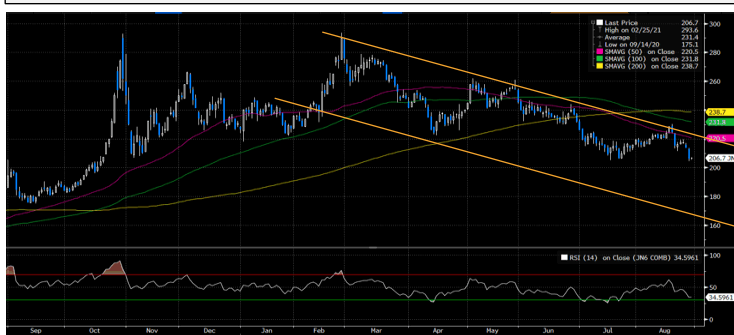 Last Price 206.7
High on 02/25/21 293.6
Average 231.4
Low on 09/14/20 175.1
SMAVG (50) on Close 220.5
SMAVG (100) on Close 231.8
SMAVG (200) on Close 238.7
300
280
260
238.7
231.8
220.5
206.7
200
180
160
RSI (14) on Close (JN6 COMB) 34.5961
100
50
34.5961
0
Sep Oct Nov Dec Jan Feb Mar Apr May Jun Jul Aug